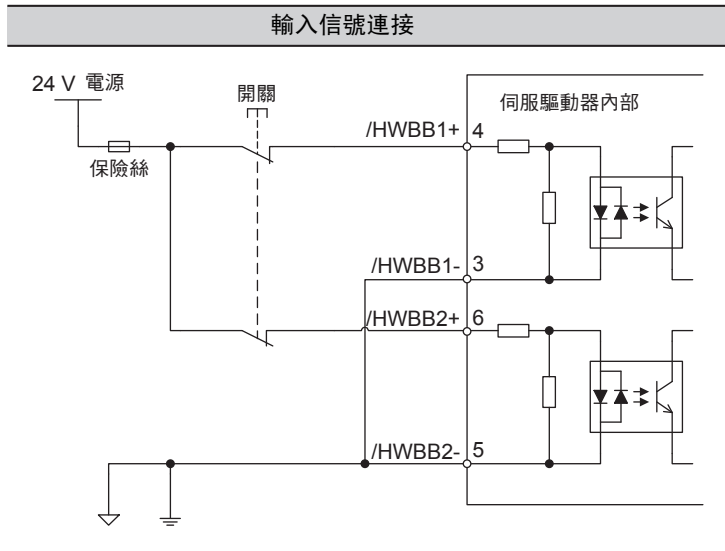 輸入信號連接
24 V 電源
開關
伺服驅動器內部
/HWBB1+ 4
保險絲
/HWBB1- 3
/HWBB2+ 6
/HWBB2- 5